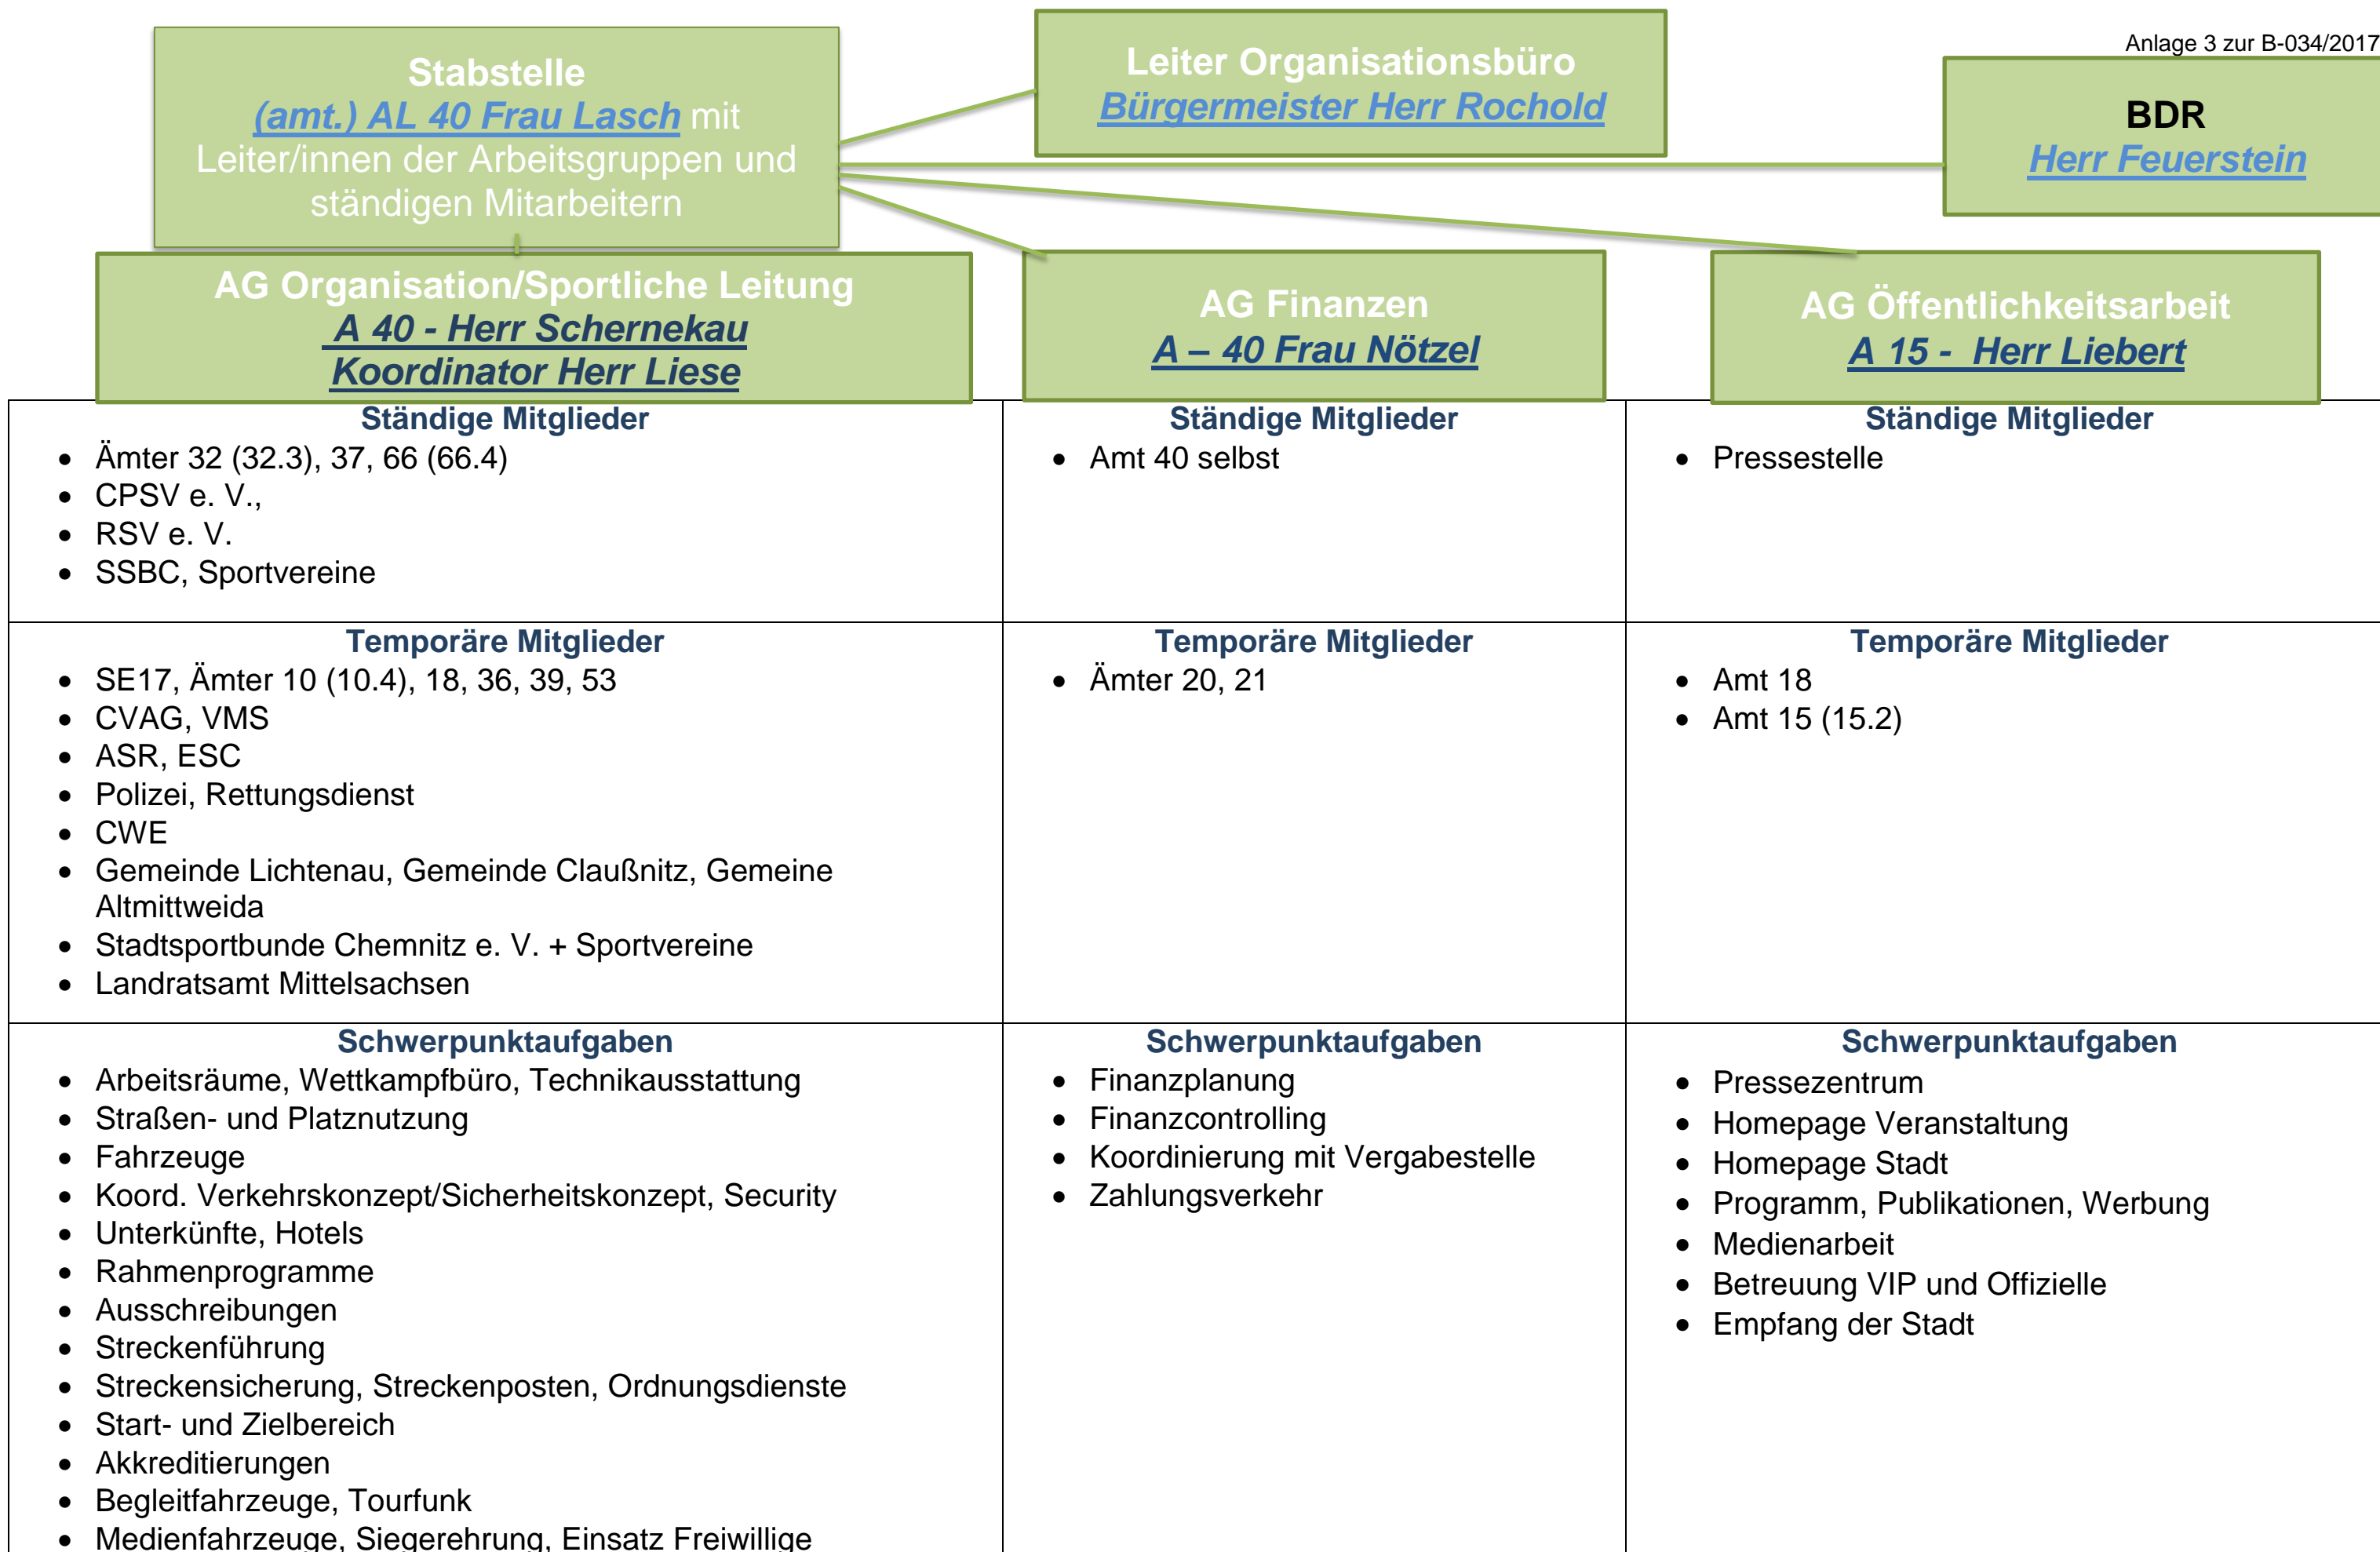 Anlage 3 zur B-034/2017
Stabstelle
(amt.) AL 40 Frau Lasch mit
Leiter/innen der Arbeitsgruppen und
ständigen Mitarbeitern
Leiter Organisationsbüro
Bürgermeister Herr Rochold
BDR
Herr Feuerstein
AG Organisation/Sportliche Leitung
A 40 - Herr Schernekau
Koordinator Herr Liese
AG Finanzen
A – 40 Frau Nötzel
AG Öffentlichkeitsarbeit
A 15 - Herr Liebert
Ständige Mitglieder
• Ämter 32 (32.3), 37, 66 (66.4)
• CPSV e. V.,
• RSV e. V.
• SSBC, Sportvereine
Ständige Mitglieder
• Amt 40 selbst
Ständige Mitglieder
• Pressestelle
Temporäre Mitglieder
• SE17, Ämter 10 (10.4), 18, 36, 39, 53
• CVAG, VMS
• ASR, ESC
• Polizei, Rettungsdienst
• CWE
• Gemeinde Lichtenau, Gemeinde Claußnitz, Gemeine
Altmittweida
• Stadtsportbunde Chemnitz e. V. + Sportvereine
• Landratsamt Mittelsachsen
Temporäre Mitglieder
• Ämter 20, 21
Temporäre Mitglieder
• Amt 18
• Amt 15 (15.2)
Schwerpunktaufgaben
• Arbeitsräume, Wettkampfbüro, Technikausstattung
• Straßen- und Platznutzung
• Fahrzeuge
• Koord. Verkehrskonzept/Sicherheitskonzept, Security
• Unterkünfte, Hotels
• Rahmenprogramme
• Ausschreibungen
• Streckenführung
• Streckensicherung, Streckenposten, Ordnungsdienste
• Start- und Zielbereich
• Akkreditierungen
• Begleitfahrzeuge, Tourfunk
• Medienfahrzeuge, Siegerehrung, Einsatz Freiwillige
Schwerpunktaufgaben
• Finanzplanung
• Finanzcontrolling
• Koordinierung mit Vergabestelle
• Zahlungsverkehr
Schwerpunktaufgaben
• Pressezentrum
• Homepage Veranstaltung
• Homepage Stadt
• Programm, Publikationen, Werbung
• Medienarbeit
• Betreuung VIP und Offizielle
• Empfang der Stadt